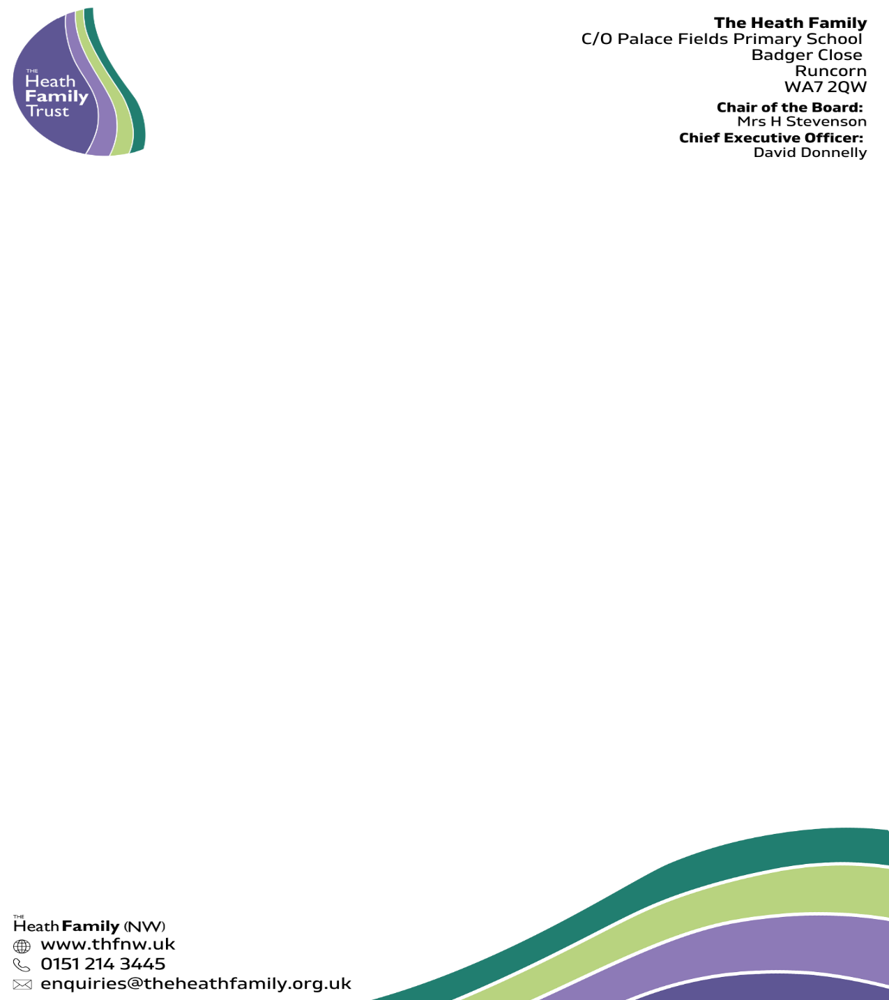 THE
Heath
Family
Trust
The Heath Family
C/O Palace Fields Primary School
Badger Close
Runcorn
WA7 2QW
Chair of the Board:
Mrs H Stevenson
Chief Executive Officer:
David Donnelly
THE
Heath Family (NW)
www.thfnw.uk
0151 214 3445
enquiries@theheathfamily.org.uk